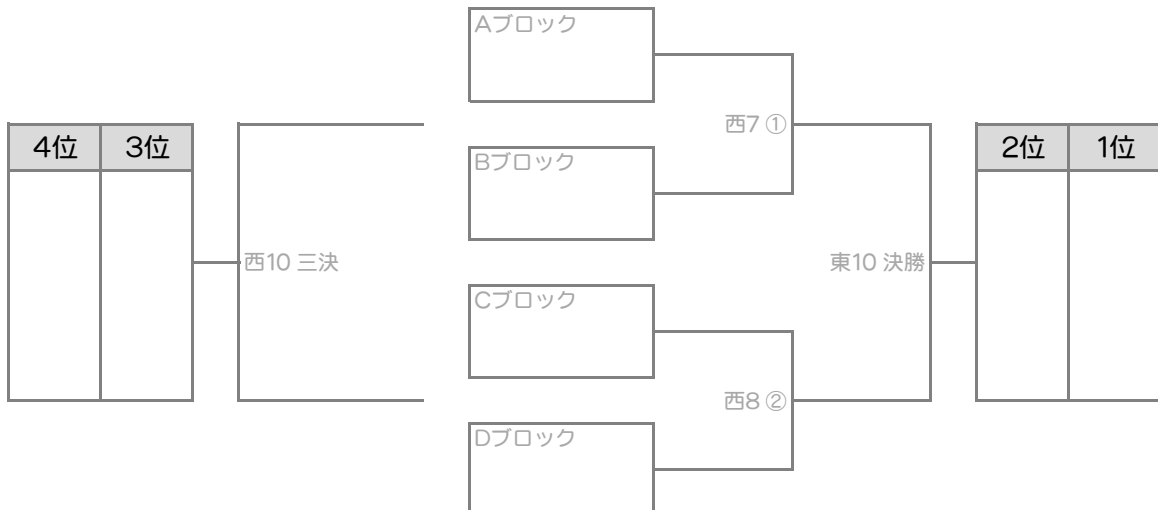 Aブロック
西7 ①
4位
3位
2位
1位
Bブロック
西10 三決
東10 決勝
Cブロック
西8 ②
Dブロック